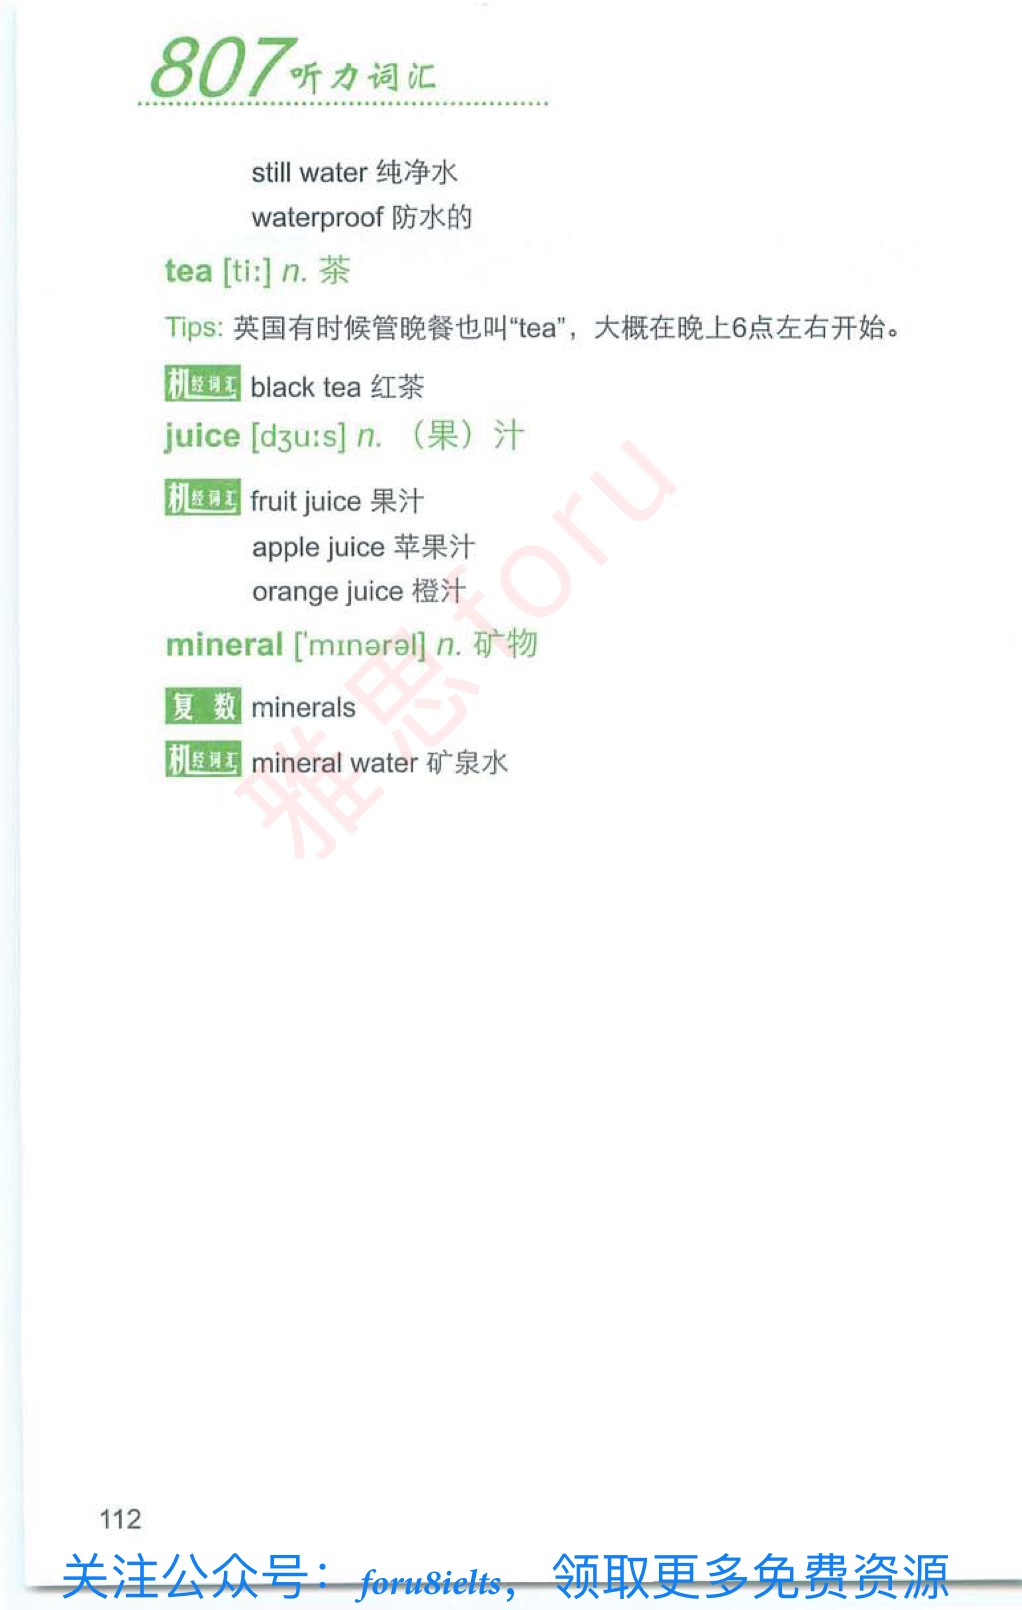 807听力词汇
still water 纯净水
waterproof 防水的
tea [tiː] n. 茶
Tips: 英国有时候管晚餐也叫“tea”，大概在晚上6点左右开始。
机经词汇 black tea 红茶
juice [dʒuːs] n. （果）汁
机经词汇 fruit juice 果汁
apple juice 苹果汁
orange juice 橙汁
mineral [ˈmɪnərəl] n. 矿物
复数 minerals
机经词汇 mineral water 矿泉水
雅思foru
112
关注公众号：foru8ielts，领取更多免费资源